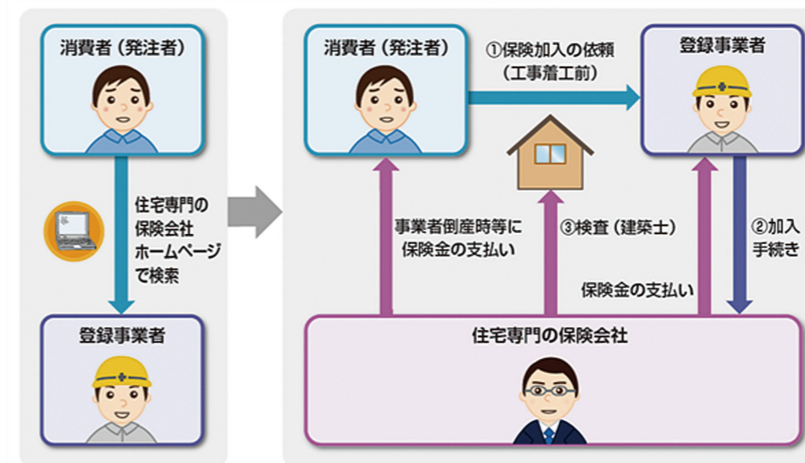 消費者（発注者）
住宅専門の
保険会社
ホームページ
で検索
登録事業者
消費者（発注者）
①保険加入の依頼
（工事着工前）
登録事業者
事業者倒産時等に
保険金の支払い
③検査（建築士）
保険金の支払い
②加入
手続き
住宅専門の保険会社